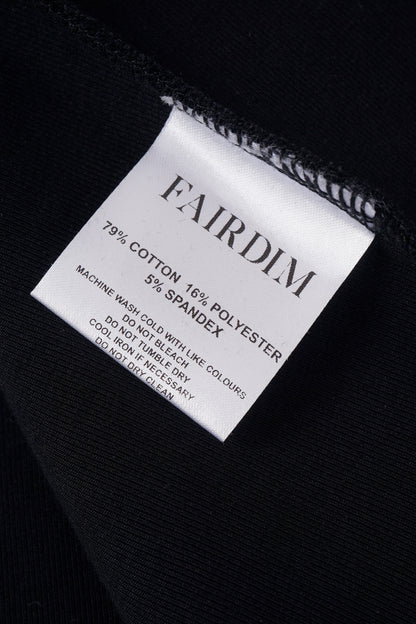 FAIRDIM
79% COTTON 16% POLYESTER
5% SPANDEX
MACHINE WASH COLD WITH LIKE COLOURS
DO NOT BLEACH
DO NOT TUMBLE DRY
COOL IRON IF NECESSARY
DO NOT DRY CLEAN